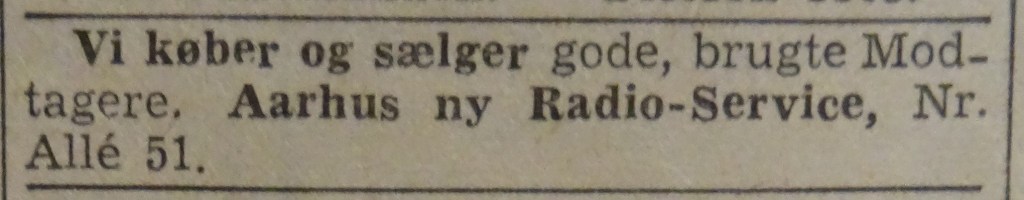 Vi køber og sælger gode, brugte Mod-
tagere. Aarhus ny Radio-Service, Nr.
Allé 51.